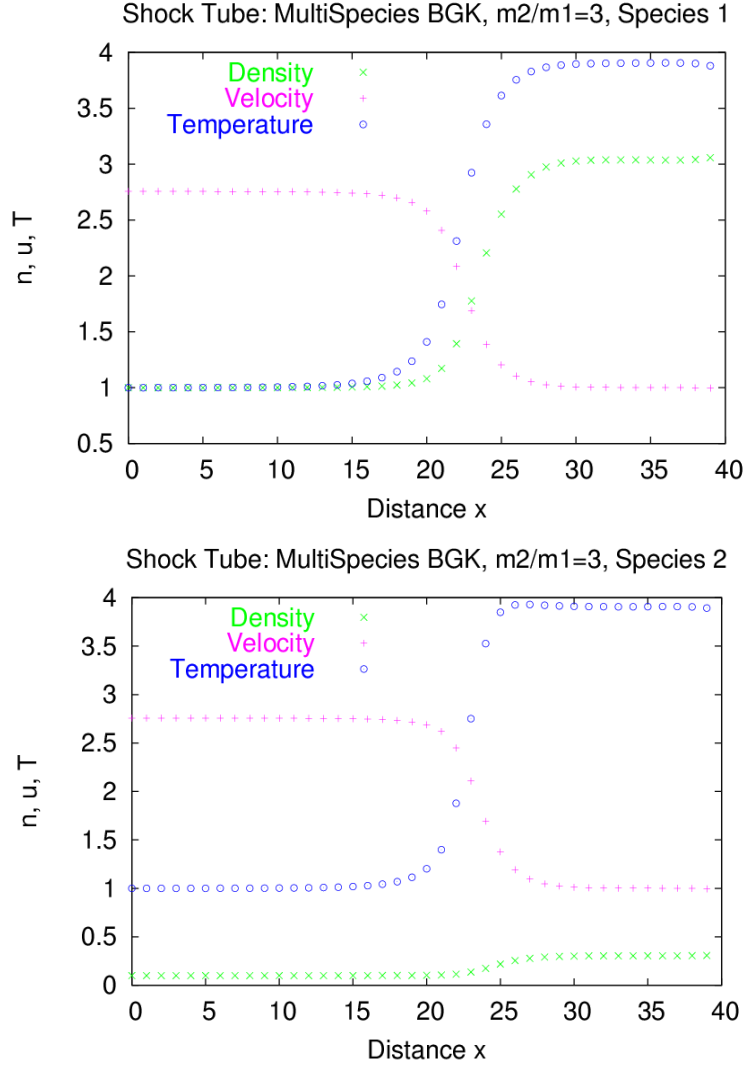 Shock Tube: MultiSpecies BGK, m2/m1=3, Species 1
4
3.5
3
2.5
2
1.5
1
0.5
n, u, T
Density
Velocity
Temperature
0 5 10 15 20 25 30 35 40
Distance x
Shock Tube: MultiSpecies BGK, m2/m1=3, Species 2
4
3.5
3
2.5
2
1.5
1
0.5
0
n, u, T
Density
Velocity
Temperature
0 5 10 15 20 25 30 35 40
Distance x